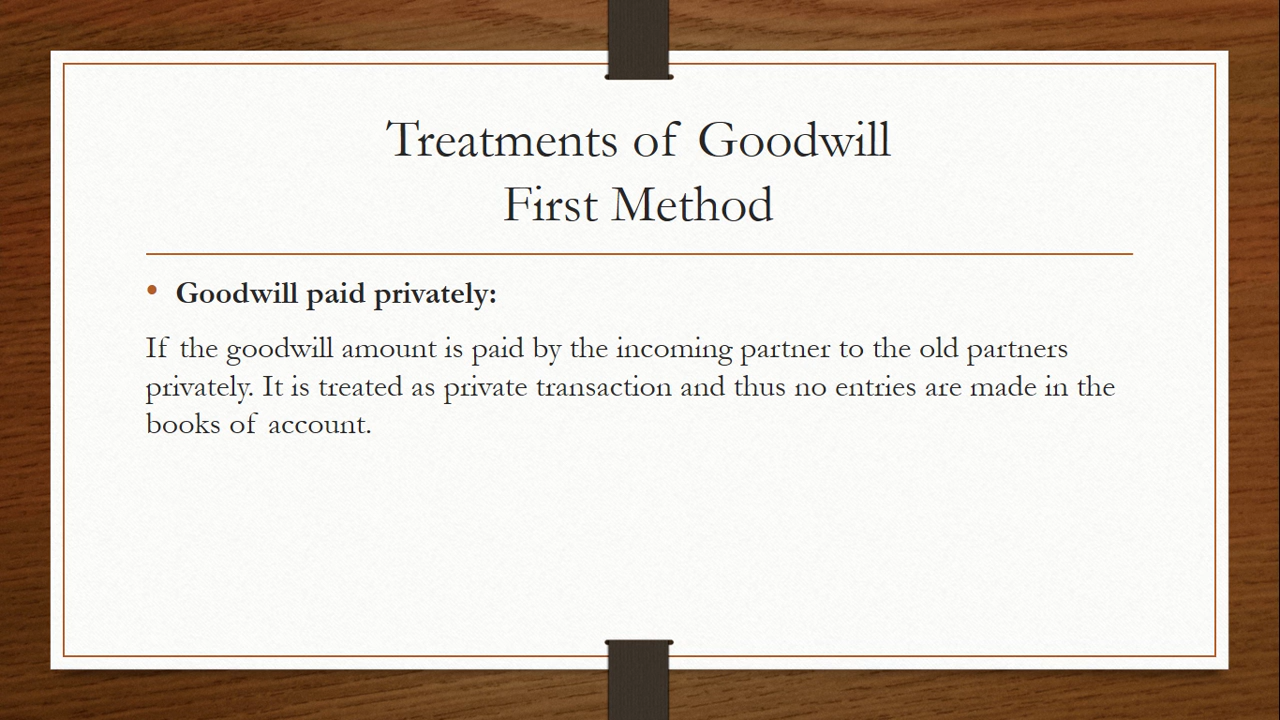 Treatments of Goodwill
First Method
• Goodwill paid privately:
If the goodwill amount is paid by the incoming partner to the old partners
privately. It is treated as private transaction and thus no entries are made in the
books of account.